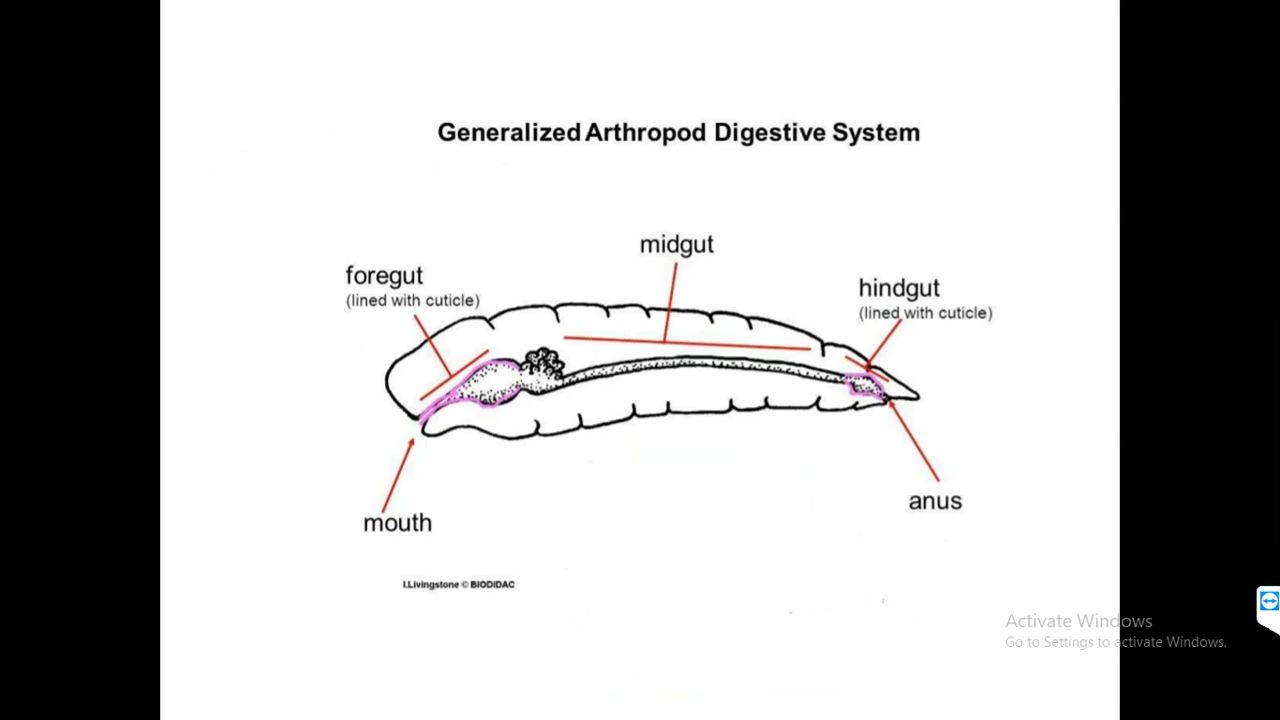 Generalized Arthropod Digestive System
midgut
foregut
(lined with cuticle)
hindgut
(lined with cuticle)
anus
mouth
I.Livingstone © BIODIDAC
Activate Windows
Go to Settings to activate Windows.